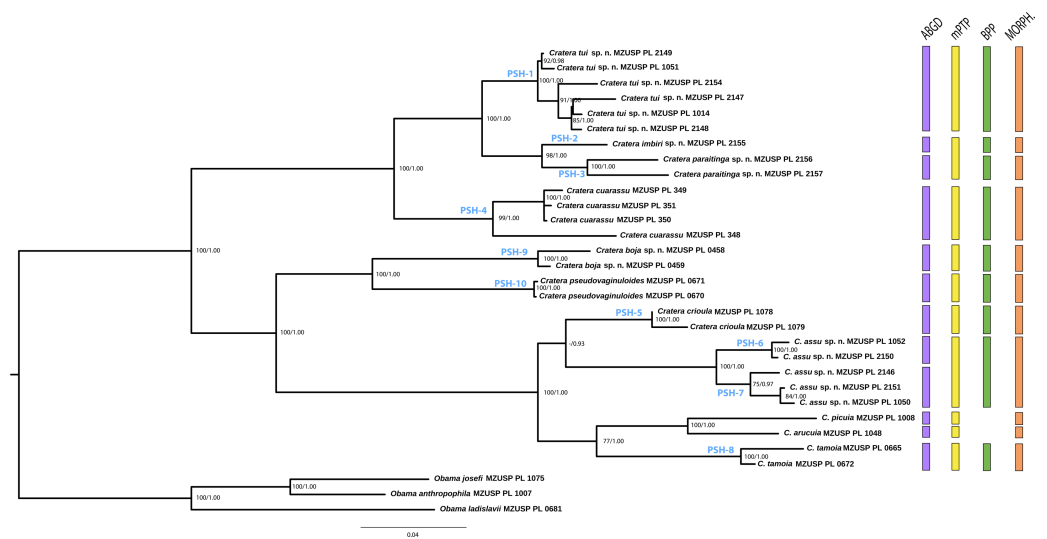 ABGD mPTP BPP MORPH.
Cratera tui sp. n. MZUSP PL 2149
92/0.98
Cratera tui sp. n. MZUSP PL 1051
PSH-1
100/1.00
Cratera tui sp. n. MZUSP PL 2154
Cratera tui sp. n. MZUSP PL 2147
91/1.00
Cratera tui sp. n. MZUSP PL 1014
100/1.00
85/1.00
Cratera tui sp. n. MZUSP PL 2148
PSH-2
Cratera imbiri sp. n. MZUSP PL 2155
98/1.00
Cratera paraitinga sp. n. MZUSP PL 2156
100/1.00
100/1.00
PSH-3
Cratera paraitinga sp. n. MZUSP PL 2157
Cratera cuarassu MZUSP PL 349
100/1.00
Cratera cuarassu MZUSP PL 351
PSH-4
99/1.00
Cratera cuarassu MZUSP PL 350
Cratera cuarassu MZUSP PL 348
100/1.00
PSH-9
Cratera boja sp. n. MZUSP PL 0458
100/1.00
Cratera boja sp. n. MZUSP PL 0459
100/1.00
PSH-10
Cratera pseudovaginuloides MZUSP PL 0671
100/1.00
Cratera pseudovaginuloides MZUSP PL 0670
PSH-5
Cratera crioula MZUSP PL 1078
100/1.00
Cratera crioula MZUSP PL 1079
100/1.00
-/0.93
PSH-6
C. assu sp. n. MZUSP PL 1052
100/1.00
C. assu sp. n. MZUSP PL 2150
100/1.00
C. assu sp. n. MZUSP PL 2146
75/0.97
C. assu sp. n. MZUSP PL 2151
PSH-7
84/1.00
C. assu sp. n. MZUSP PL 1050
100/1.00
C. picuia MZUSP PL 1008
100/1.00
C. arucuia MZUSP PL 1048
77/1.00
PSH-8
C. tamoia MZUSP PL 0665
100/1.00
C. tamoia MZUSP PL 0672
Obama josefi MZUSP PL 1075
100/1.00
Obama anthropophila MZUSP PL 1007
100/1.00
Obama ladislavii MZUSP PL 0681
0.04